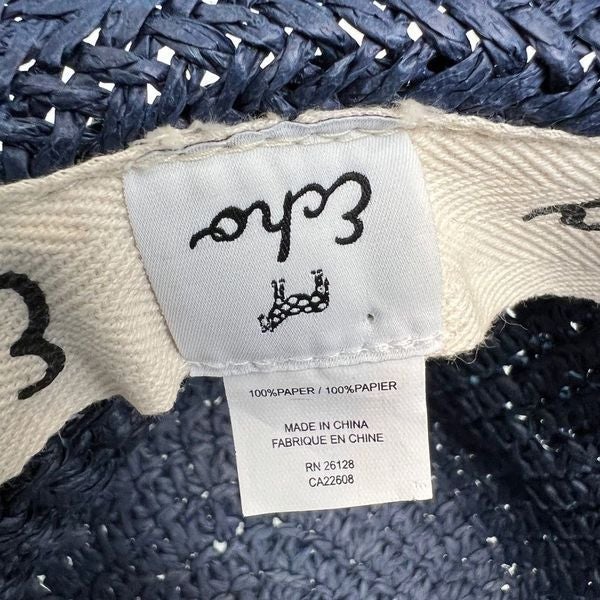 Echo
100%PAPER / 100%PAPIER
MADE IN CHINA
FABRIQUE EN CHINE
RN 26128
CA22608